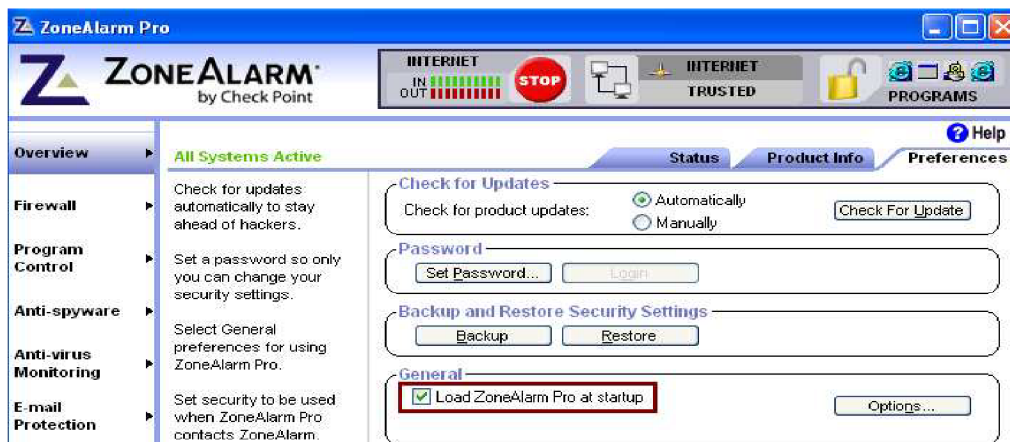 ZoneAlarm Pro
ZONEALARM
by Check Point
INTERNET
IN
OUT
STOP
INTERNET
TRUSTED
PROGRAMS
Help
Overview
All Systems Active
Status
Product Info
Preferences
Firewall
Program
Control
Anti-spyware
Anti-virus
Monitoring
E-mail
Protection
Check for updates
automatically to stay
ahead of hackers.
Set a password so only
you can change your
security settings.
Select General
preferences for using
ZoneAlarm Pro.
Set security to be used
when ZoneAlarm Pro
contacts ZoneAlarm.
Check for Updates
Check for product updates:
Automatically
Manually
Check For Update
Password
Set Password...
Login
Backup and Restore Security Settings
Backup
Restore
General
Load ZoneAlarm Pro at startup
Options...